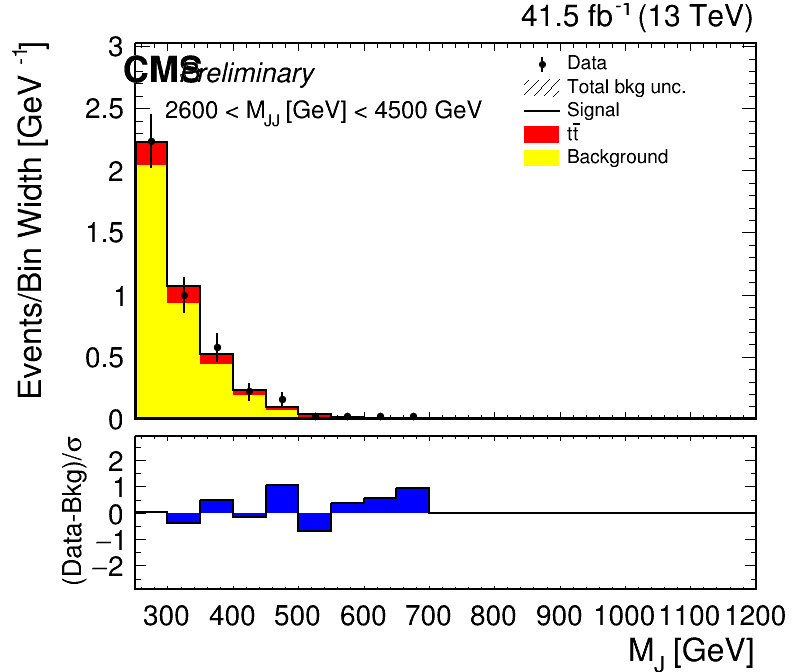 41.5 fb-1 (13 TeV)
CMS Preliminary
2600 < MJJ [GeV] < 4500 GeV
Data
Total bkg unc.
Signal
tt̄
Background
Events/Bin Width [GeV-1]
3
2.5
2
1.5
1
0.5
0
(Data-Bkg)/σ
2
1
0
−1
−2
300 400 500 600 700 800 900 1000 1100 1200
MJ [GeV]